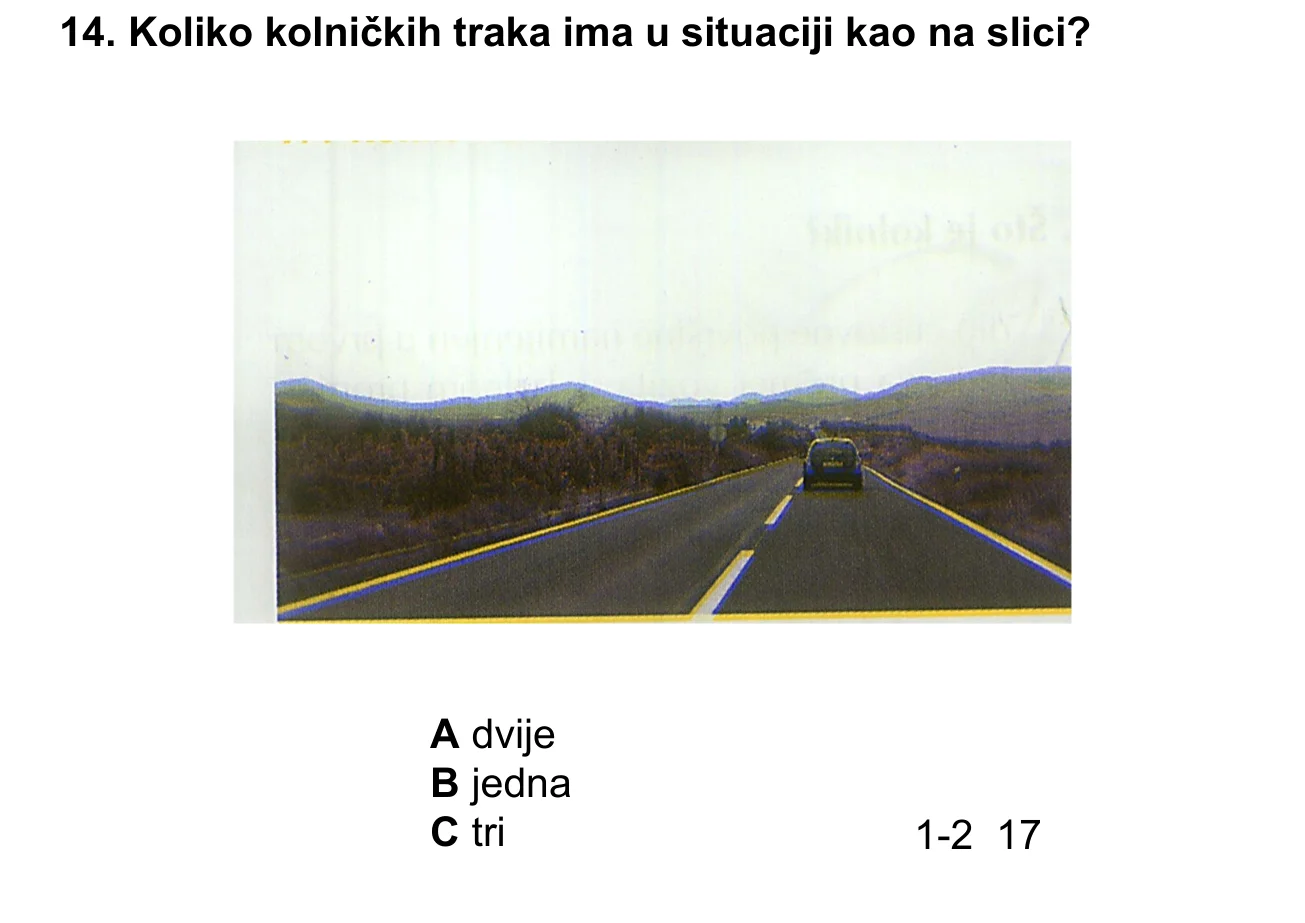 14. Koliko kolničkih traka ima u situaciji kao na slici?
A dvije
B jedna
C tri
1-2 17